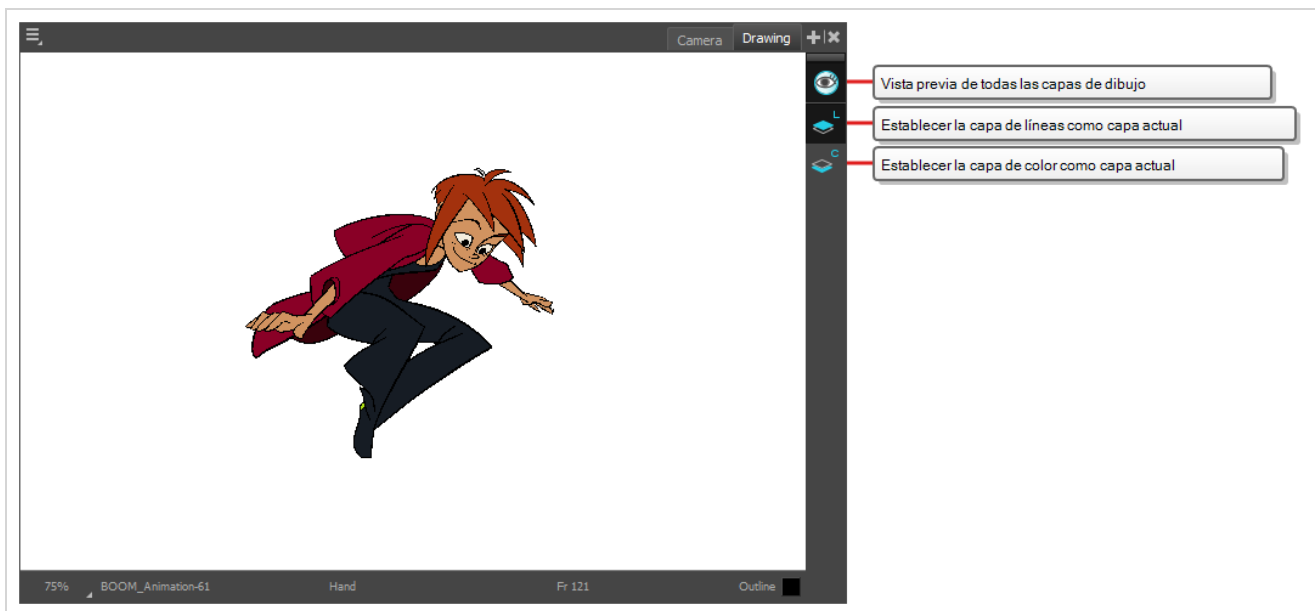 Camera Drawing
Vista previa de todas las capas de dibujo
L
Establecer la capa de líneas como capa actual
C
Establecer la capa de color como capa actual
75% BOOM_Animation-61 Hand Fr 121 Outline